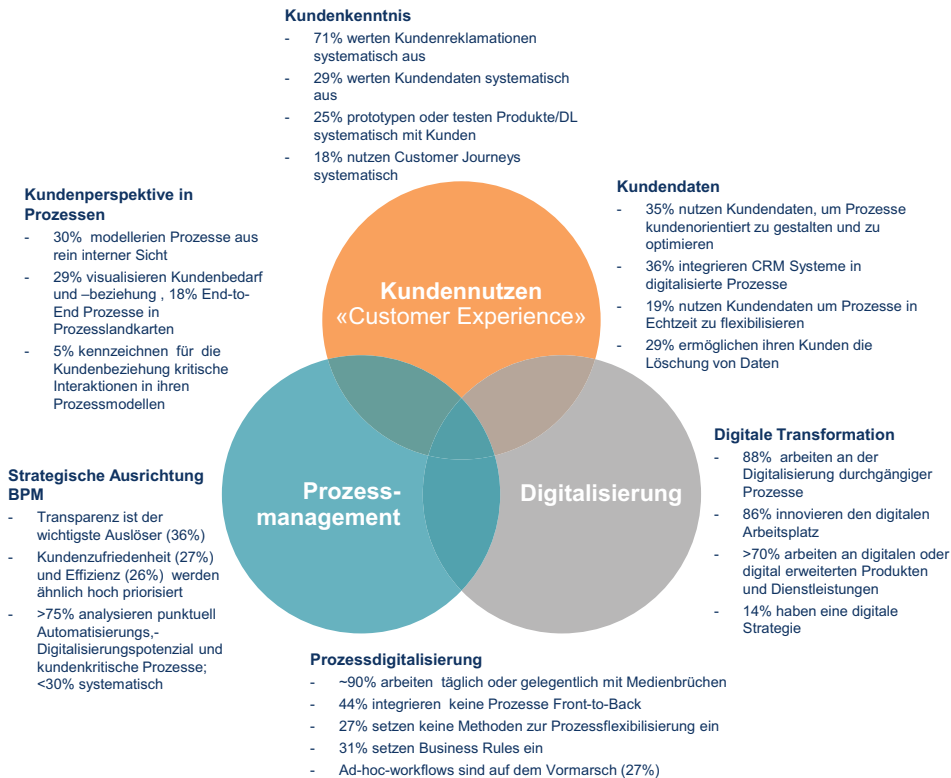 Kundenkenntnis
- 71% werten Kundenreklamationen
systematisch aus
- 29% werten Kundendaten systematisch
aus
- 25% prototypen oder testen Produkte/DL
systematisch mit Kunden
- 18% nutzen Customer Journeys
systematisch
Kundenperspektive in
Prozessen
- 30% modellieren Prozesse aus
rein interner Sicht
- 29% visualisieren Kundenbedarf
und –beziehung , 18% End-to-
End Prozesse in
Prozesslandkarten
- 5% kennzeichnen für die
Kundenbeziehung kritische
Interaktionen in ihren
Prozessmodellen
Kundendaten
- 35% nutzen Kundendaten, um Prozesse
kundenorientiert zu gestalten und zu
optimieren
- 36% integrieren CRM Systeme in
digitalisierte Prozesse
- 19% nutzen Kundendaten um Prozesse in
Echtzeit zu flexibilisieren
- 29% ermöglichen ihren Kunden die
Löschung von Daten
Kundennutzen
«Customer Experience»
Prozess-
management
Digitalisierung
Strategische Ausrichtung
BPM
- Transparenz ist der
wichtigste Auslöser (36%)
- Kundenzufriedenheit (27%)
und Effizienz (26%) werden
ähnlich hoch priorisiert
- >75% analysieren punktuell
Automatisierungs,-
Digitalisierungspotenzial und
kundenkritische Prozesse;
<30% systematisch
Digitale Transformation
- 88% arbeiten an der
Digitalisierung durchgängiger
Prozesse
- 86% innovieren den digitalen
Arbeitsplatz
- >70% arbeiten an digitalen oder
digital erweiterten Produkten
und Dienstleistungen
- 14% haben eine digitale
Strategie
Prozessdigitalisierung
- ~90% arbeiten täglich oder gelegentlich mit Medienbrüchen
- 44% integrieren keine Prozesse Front-to-Back
- 27% setzen keine Methoden zur Prozessflexibilisierung ein
- 31% setzen Business Rules ein
- Ad-hoc-workflows sind auf dem Vormarsch (27%)